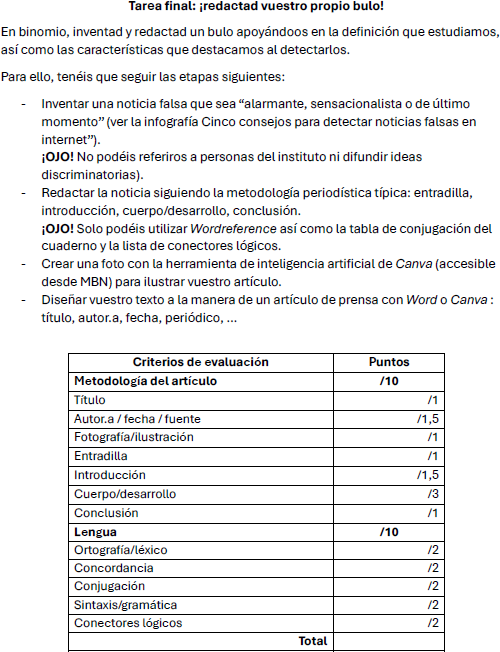 Tarea final: ¡redactad vuestro propio bulo!
En binomio, inventad y redactad un bulo apoyándoos en la definición que estudiamos,
así como las características que destacamos al detectarlos.
Para ello, tenéis que seguir las etapas siguientes:
- Inventar una noticia falsa que sea “alarmante, sensacionalista o de último
momento” (ver la infografía Cinco consejos para detectar noticias falsas en
internet”).
¡OJO! No podéis referiros a personas del instituto ni difundir ideas
discriminatorias).
- Redactar la noticia siguiendo la metodología periodística típica: entradilla,
introducción, cuerpo/desarrollo, conclusión.
¡OJO! Solo podéis utilizar Wordreference así como la tabla de conjugación del
cuaderno y la lista de conectores lógicos.
- Crear una foto con la herramienta de inteligencia artificial de Canva (accesible
desde MBN) para ilustrar vuestro artículo.
- Diseñar vuestro texto a la manera de un artículo de prensa con Word o Canva :
título, autor.a, fecha, periódico, ...
Criterios de evaluación Puntos
Metodología del artículo /10
Título /1
Autor.a / fecha / fuente /1,5
Fotografía/ilustración /1
Entradilla /1
Introducción /1,5
Cuerpo/desarrollo /3
Conclusión /1
Lengua /10
Ortografía/léxico /2
Concordancia /2
Conjugación /2
Sintaxis/gramática /2
Conectores lógicos /2
Total